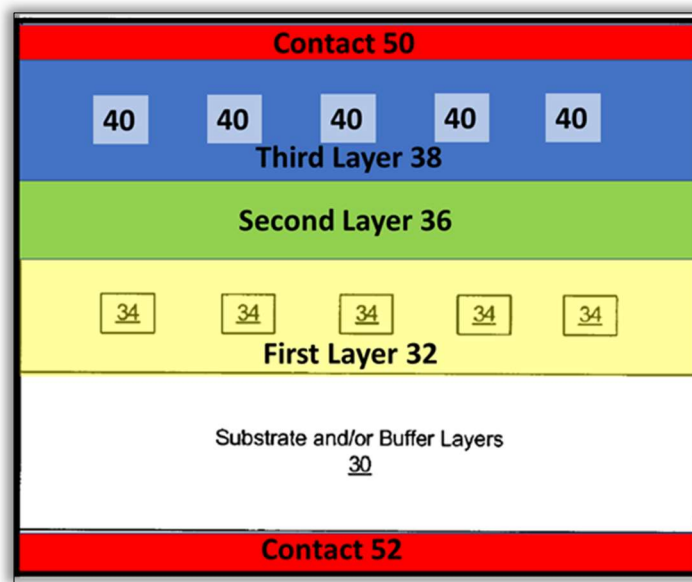 Contact 50
40 40 40 40 40
Third Layer 38
Second Layer 36
34 34 34 34 34
First Layer 32
Substrate and/or Buffer Layers
30
Contact 52